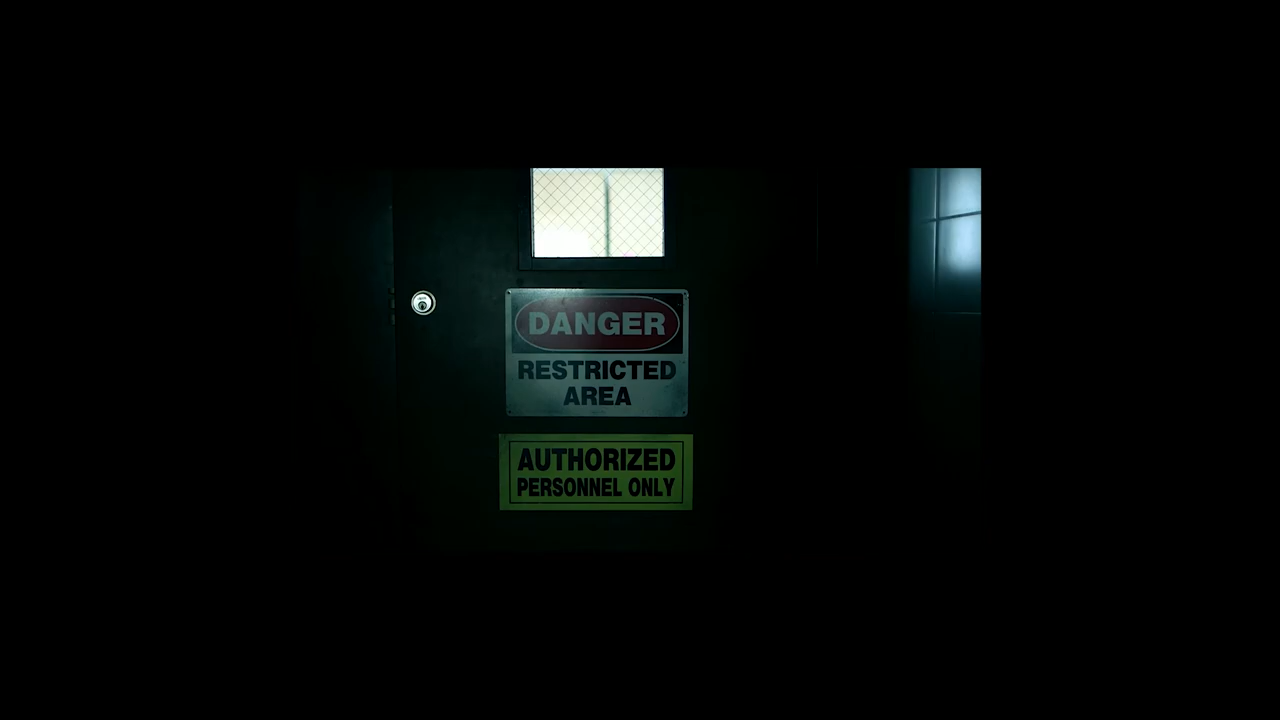 DANGER
RESTRICTED
AREA
AUTHORIZED
PERSONNEL ONLY